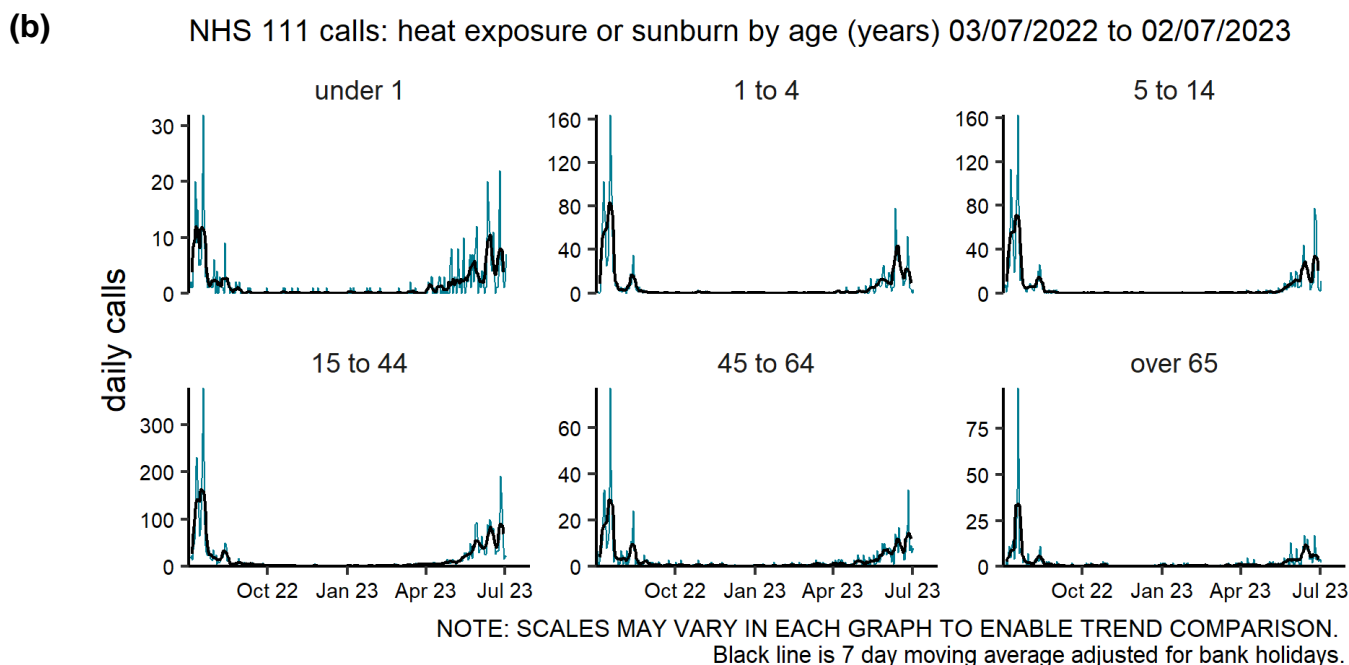 (b)
NHS 111 calls: heat exposure or sunburn by age (years) 03/07/2022 to 02/07/2023
daily calls
under 1
30
20
10
0
1 to 4
160
120
80
40
0
5 to 14
160
120
80
40
0
15 to 44
300
200
100
0
Oct 22 Jan 23 Apr 23 Jul 23
45 to 64
60
40
20
0
Oct 22 Jan 23 Apr 23 Jul 23
over 65
75
50
25
0
Oct 22 Jan 23 Apr 23 Jul 23
NOTE: SCALES MAY VARY IN EACH GRAPH TO ENABLE TREND COMPARISON.
Black line is 7 day moving average adjusted for bank holidays.